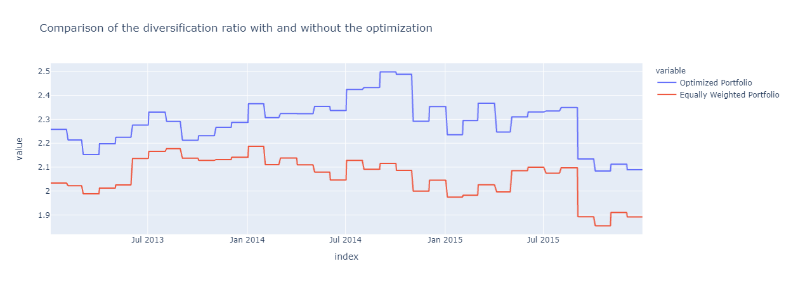 Comparison of the diversification ratio with and without the optimization
variable
Optimized Portfolio
Equally Weighted Portfolio
value
2.5
2.4
2.3
2.2
2.1
2
1.9
Jul 2013
Jan 2014
Jul 2014
Jan 2015
Jul 2015
index